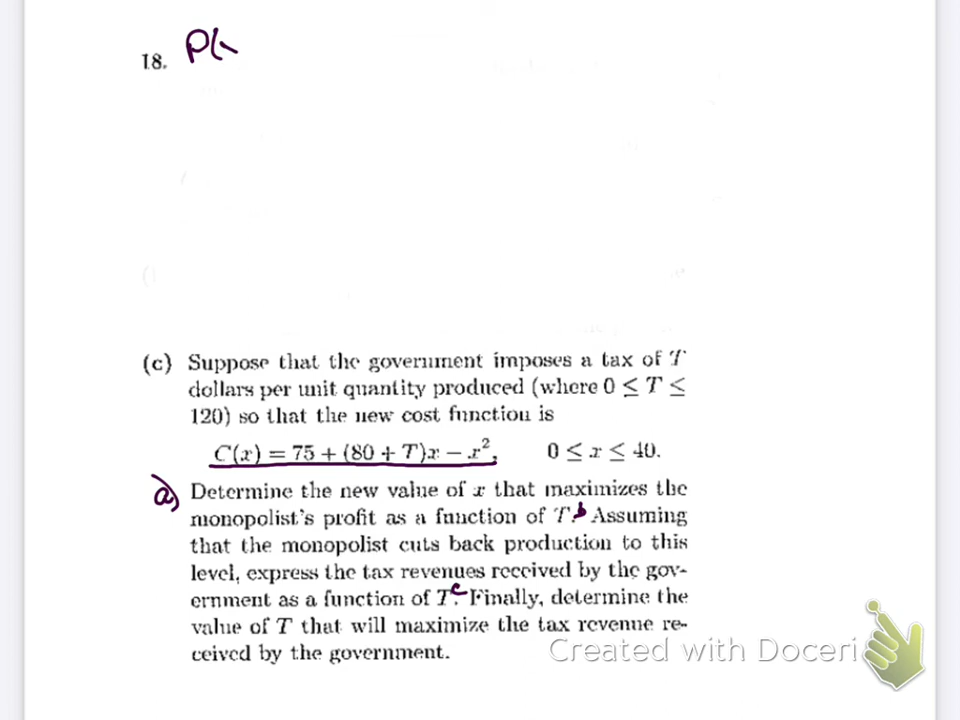 18. P(
(c) Suppose that the government imposes a tax of T
dollars per unit quantity produced (where 0 ≤ T ≤
120) so that the new cost function is
C(x) = 75 + (80 + T)x − x², 0 ≤ x ≤ 40.
a) Determine the new value of x that maximizes the
monopolist's profit as a function of T. b Assuming
that the monopolist cuts back production to this
level, express the tax revenues received by the gov-
ernment as a function of T. c Finally, determine the
value of T that will maximize the tax revenue re-
ceived by the government.
Created with Doceri